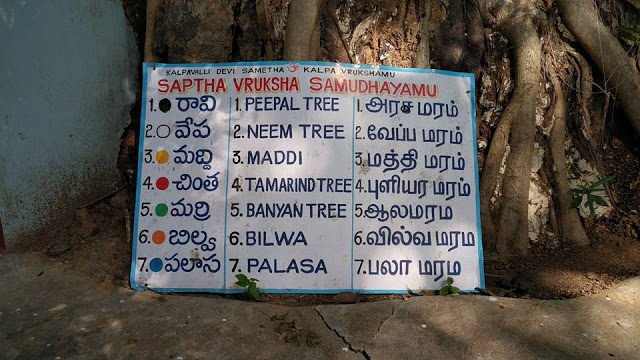 KALPAVALLI DEVI SAMETHA ॐ KALPA VRUKSHAMU
SAPTHA VRUKSHA SAMUDHAYAMU
1. రావి 1. PEEPAL TREE 1. அரச மரம்
2. వేప 2. NEEM TREE 2. வேப்ப மரம்
3. మద్ది 3. MADDI 3. மத்தி மரம்
4. చింత 4. TAMARIND TREE 4. புளியர மரம்
5. మర్రి 5. BANYAN TREE 5. ஆலமரம்
6. బిల్వ 6. BILWA 6. வில்வ மரம
7. పలాస 7. PALASA 7. பலா மரம